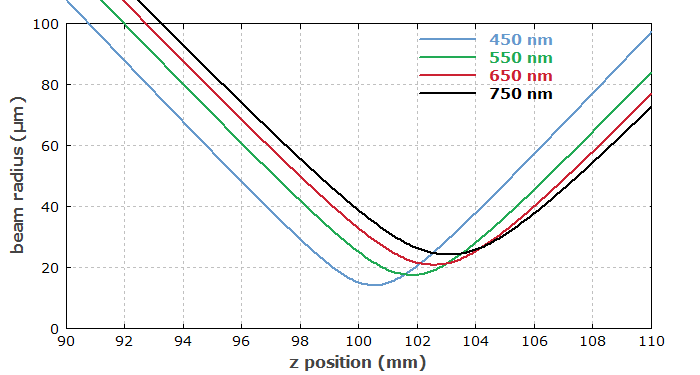 100
80
60
40
20
0
90 92 94 96 98 100 102 104 106 108 110
beam radius (µm)
z position (mm)
450 nm
550 nm
650 nm
750 nm